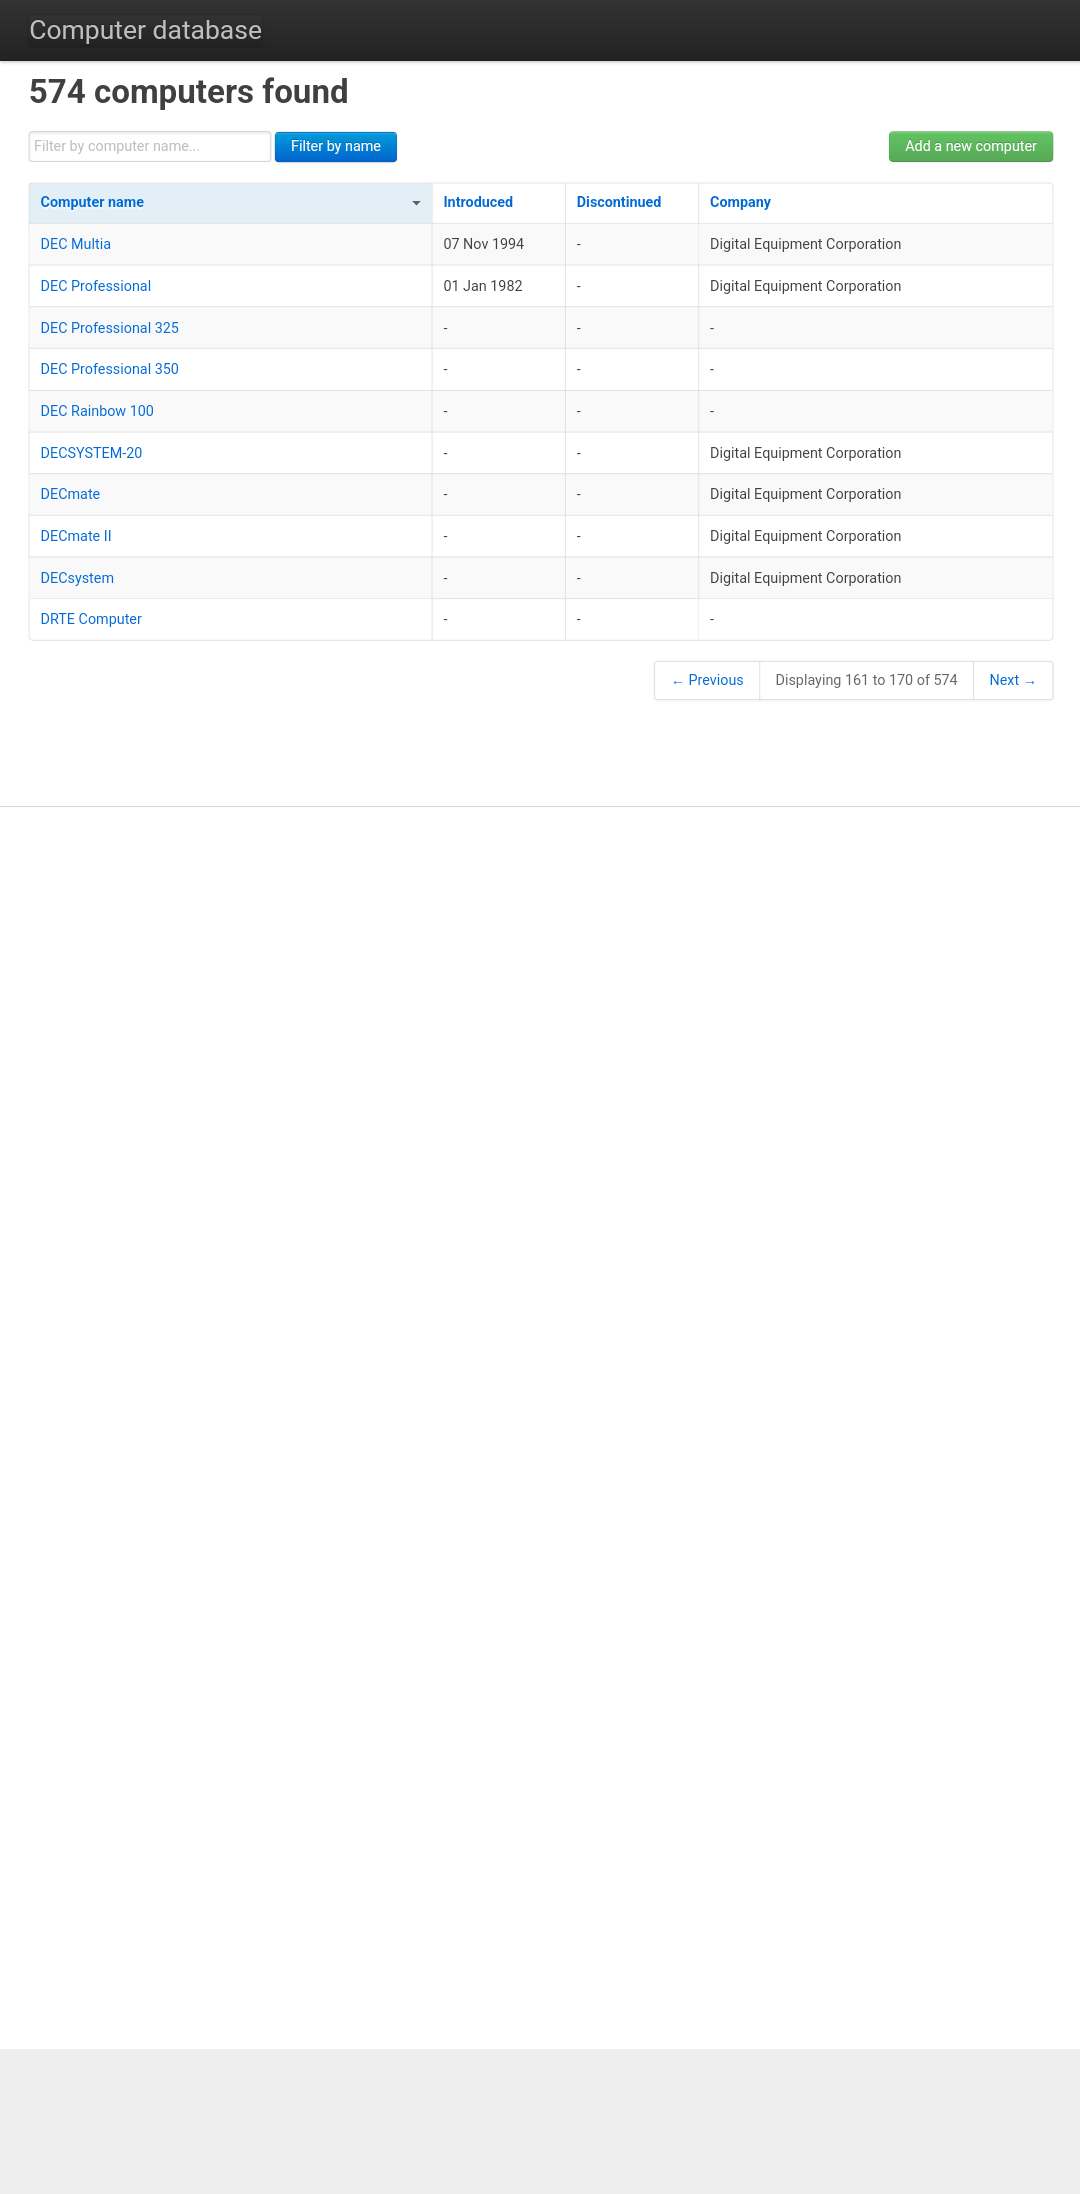 Computer database
574 computers found
Filter by computer name... Filter by name Add a new computer
Computer name Introduced Discontinued Company
DEC Multia 07 Nov 1994 - Digital Equipment Corporation
DEC Professional 01 Jan 1982 - Digital Equipment Corporation
DEC Professional 325 - - -
DEC Professional 350 - - -
DEC Rainbow 100 - - -
DECSYSTEM-20 - - Digital Equipment Corporation
DECmate - - Digital Equipment Corporation
DECmate II - - Digital Equipment Corporation
DECsystem - - Digital Equipment Corporation
DRTE Computer - - -
← Previous Displaying 161 to 170 of 574 Next →